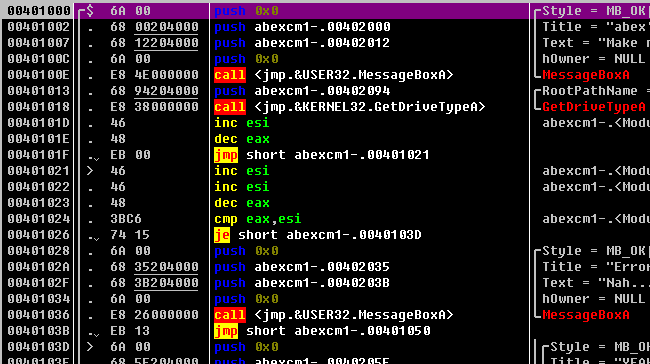 00401000 $ 6A 00 push 0x0 Style = MB_OK|
00401002 . 68 00204000 push abexcm1-.00402000 Title = "abex'
00401007 . 68 12204000 push abexcm1-.00402012 Text = "Make m
0040100C . 6A 00 push 0x0 hOwner = NULL
0040100E . E8 4E000000 call <jmp.&USER32.MessageBoxA> MessageBoxA
00401013 . 68 94204000 push abexcm1-.00402094 RootPathName =
00401018 . E8 38000000 call <jmp.&KERNEL32.GetDriveTypeA> GetDriveTypeA
0040101D . 46 inc esi abexcm1-.<Modu
0040101E . 48 dec eax
0040101F . EB 00 jmp short abexcm1-.00401021
00401021 > 46 inc esi abexcm1-.<Modu
00401022 . 46 inc esi abexcm1-.<Modu
00401023 . 48 dec eax
00401024 . 3BC6 cmp eax,esi abexcm1-.<Modu
00401026 . 74 15 je short abexcm1-.0040103D
00401028 . 6A 00 push 0x0 Style = MB_OK|
0040102A . 68 35204000 push abexcm1-.00402035 Title = "Error
0040102F . 68 3B204000 push abexcm1-.0040203B Text = "Nah...
00401034 . 6A 00 push 0x0 hOwner = NULL
00401036 . E8 26000000 call <jmp.&USER32.MessageBoxA> MessageBoxA
0040103B . EB 13 jmp short abexcm1-.00401050
0040103D > 6A 00 push 0x0 Style = MB_OK|
0040103F . 68 5E204000 push abexcm1-.0040205E Title = "YEAH